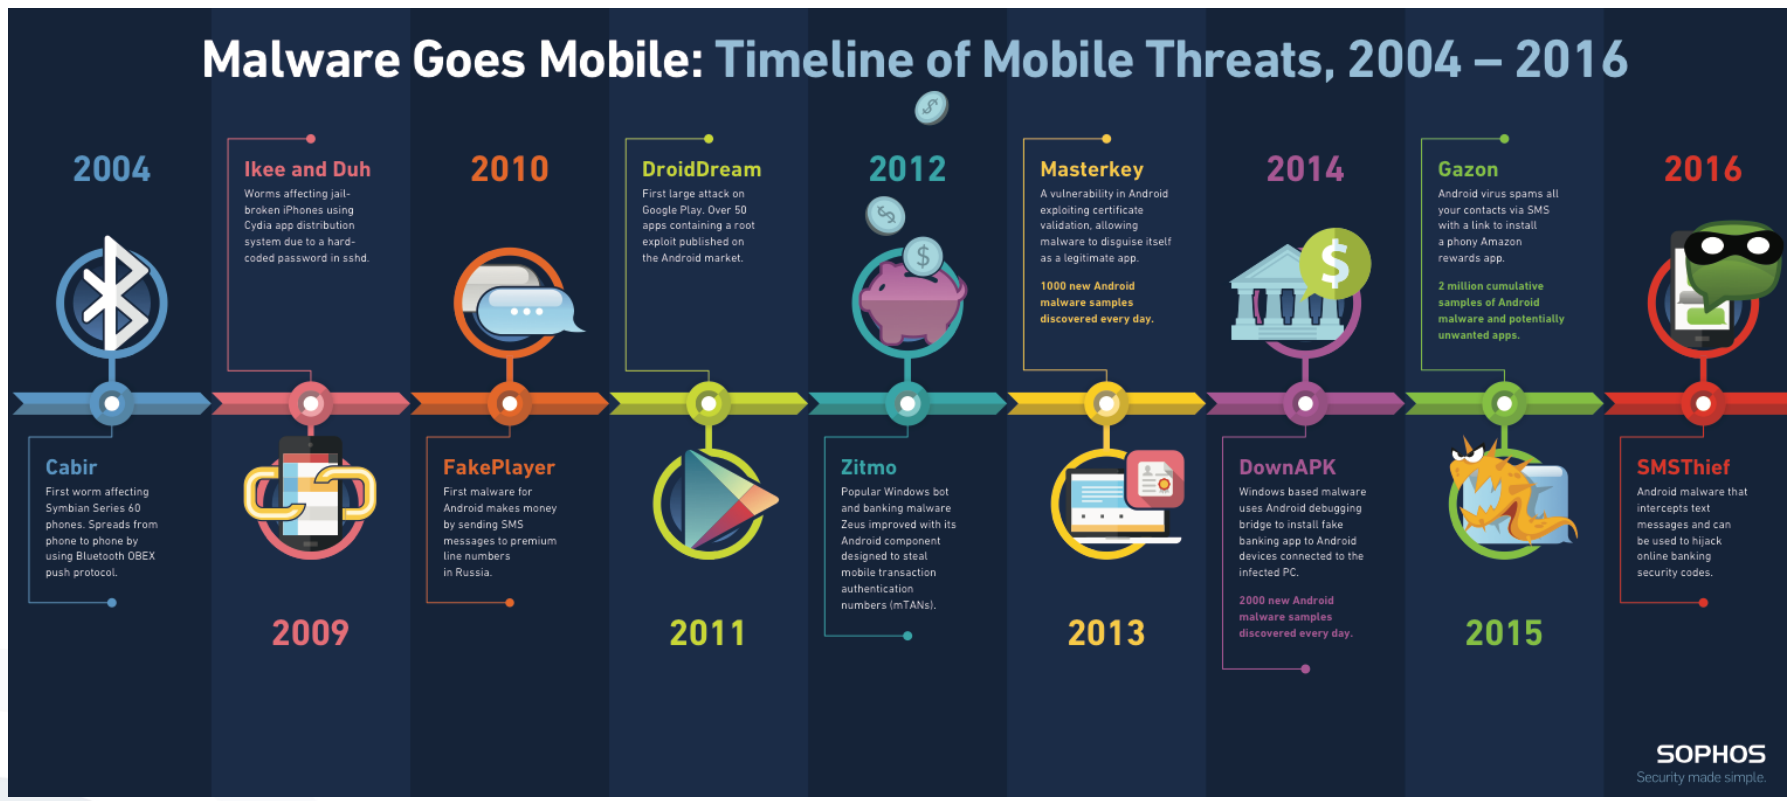 Malware Goes Mobile: Timeline of Mobile Threats, 2004 – 2016
2004
Cabir
First worm affecting
Symbian Series 60
phones. Spreads from
phone to phone by
using Bluetooth OBEX
push protocol.
Ikee and Duh
Worms affecting jail-
broken iPhones using
Cydia app distribution
system due to a hard-
coded password in sshd.
2009
2010
FakePlayer
First malware for
Android makes money
by sending SMS
messages to premium
line numbers
in Russia.
DroidDream
First large attack on
Google Play. Over 50
apps containing a root
exploit published on
the Android market.
2011
2012
$
$
$
Zitmo
Popular Windows bot
and banking malware
Zeus improved with its
Android component
designed to steal
mobile transaction
authentication
numbers (mTANs).
Masterkey
A vulnerability in Android
exploiting certificate
validation, allowing
malware to disguise itself
as a legitimate app.
1000 new Android
malware samples
discovered every day.
2013
2014
$
DownAPK
Windows based malware
uses Android debugging
bridge to install fake
banking app to Android
devices connected to the
infected PC.
2000 new Android
malware samples
discovered every day.
Gazon
Android virus spams all
your contacts via SMS
with a link to install
a phony Amazon
rewards app.
2 million cumulative
samples of Android
malware and potentially
unwanted apps.
2015
2016
SMSThief
Android malware that
intercepts text
messages and can
be used to hijack
online banking
security codes.
SOPHOS
Security made simple.